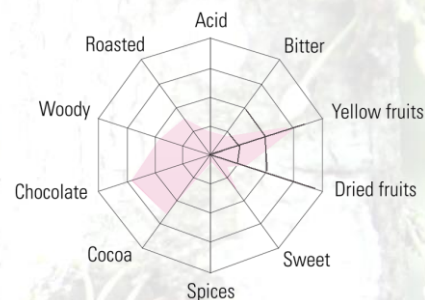 Acid
Roasted
Bitter
Woody
Yellow fruits
Chocolate
Dried fruits
Cocoa
Sweet
Spices